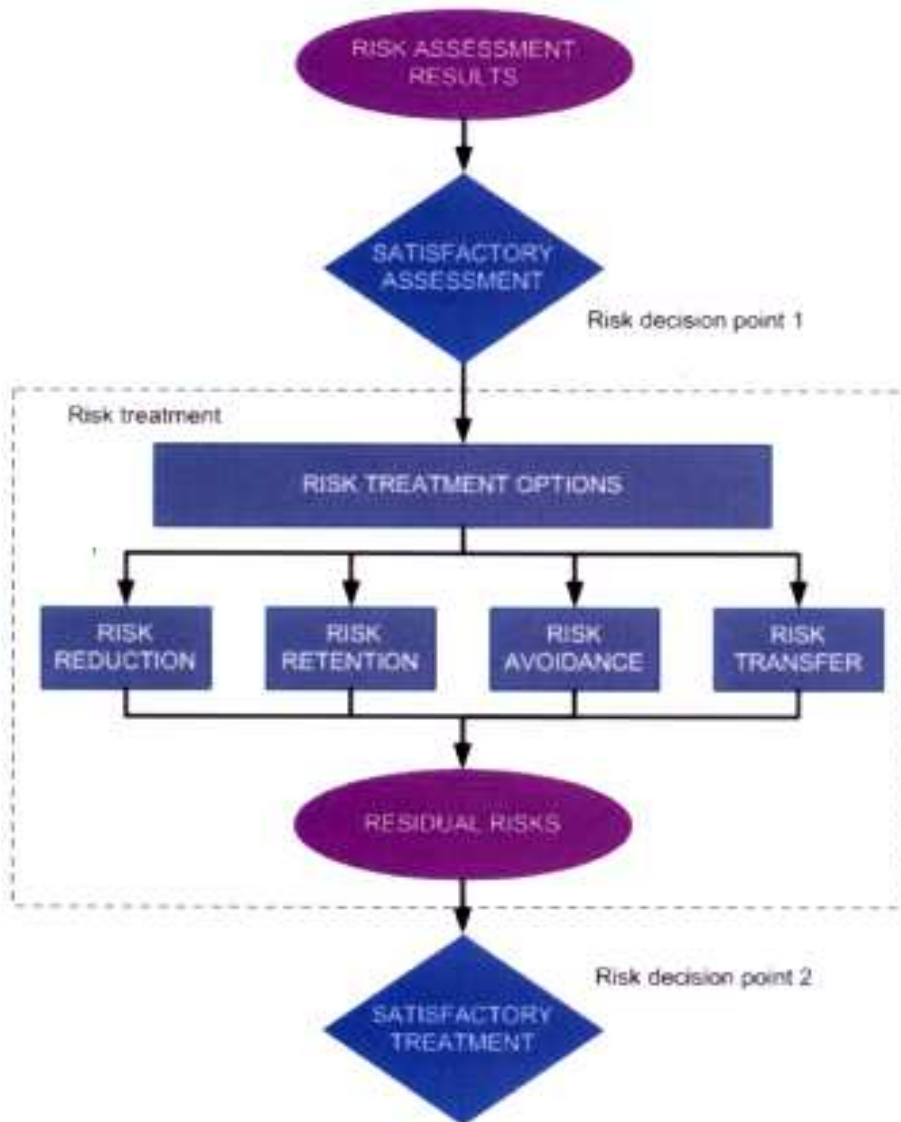 RISK ASSESSMENT
RESULTS
SATISFACTORY
ASSESSMENT
Risk decision point 1
Risk treatment
RISK TREATMENT OPTIONS
RISK
REDUCTION
RISK
RETENTION
RISK
AVOIDANCE
RISK
TRANSFER
RESIDUAL RISKS
Risk decision point 2
SATISFACTORY
TREATMENT